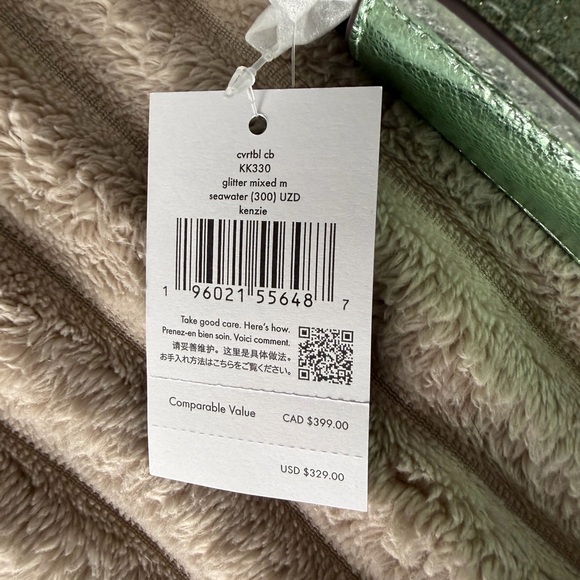 cvrtbl cb
KK330
glitter mixed m
seawater (300) UZD
kenzie
1 96021 55648 7
Take good care. Here's how.
Prenez-en bien soin. Voici comment.
请妥善维护。这里是具体做法。
お手入れ方法はこちらをご覧ください。
Comparable Value CAD $399.00
USD $329.00